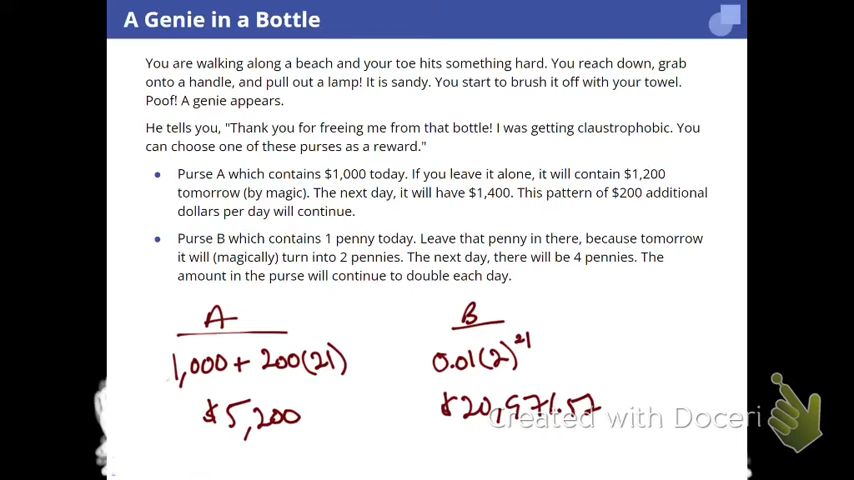 A Genie in a Bottle
You are walking along a beach and your toe hits something hard. You reach down, grab
onto a handle, and pull out a lamp! It is sandy. You start to brush it off with your towel.
Poof! A genie appears.
He tells you, "Thank you for freeing me from that bottle! I was getting claustrophobic. You
can choose one of these purses as a reward."
• Purse A which contains $1,000 today. If you leave it alone, it will contain $1,200
tomorrow (by magic). The next day, it will have $1,400. This pattern of $200 additional
dollars per day will continue.
• Purse B which contains 1 penny today. Leave that penny in there, because tomorrow
it will (magically) turn into 2 pennies. The next day, there will be 4 pennies. The
amount in the purse will continue to double each day.
A
1,000 + 200(21)
$5,200
B
0.01(2)^21
$20,971.52
Created with Doceri